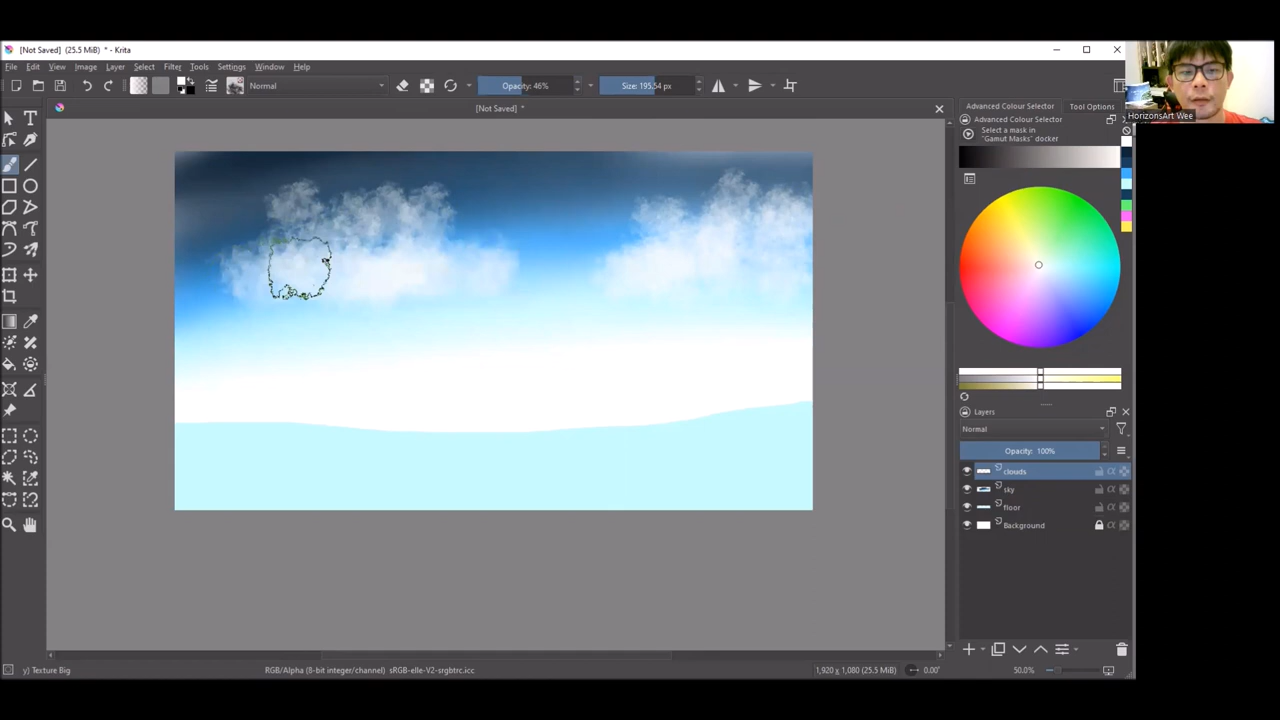 [Not Saved] (25.5 MiB) * - Krita
File Edit View Image Layer Select Filter Tools Settings Window Help
Normal
Opacity: 46%
Size: 195.54 px
[Not Saved] *
HorizonsArt Wee
Advanced Colour Selector
Tool Options
Advanced Colour Selector
Select a mask in
"Gamut Masks" docker
Layers
Normal
Opacity: 100%
clouds
sky
floor
Background
y) Texture Big
RGB/Alpha (8-bit integer/channel) sRGB-elle-V2-srgbtrc.icc
1,920 x 1,080 (25.5 MiB)
0.00°
50.0%